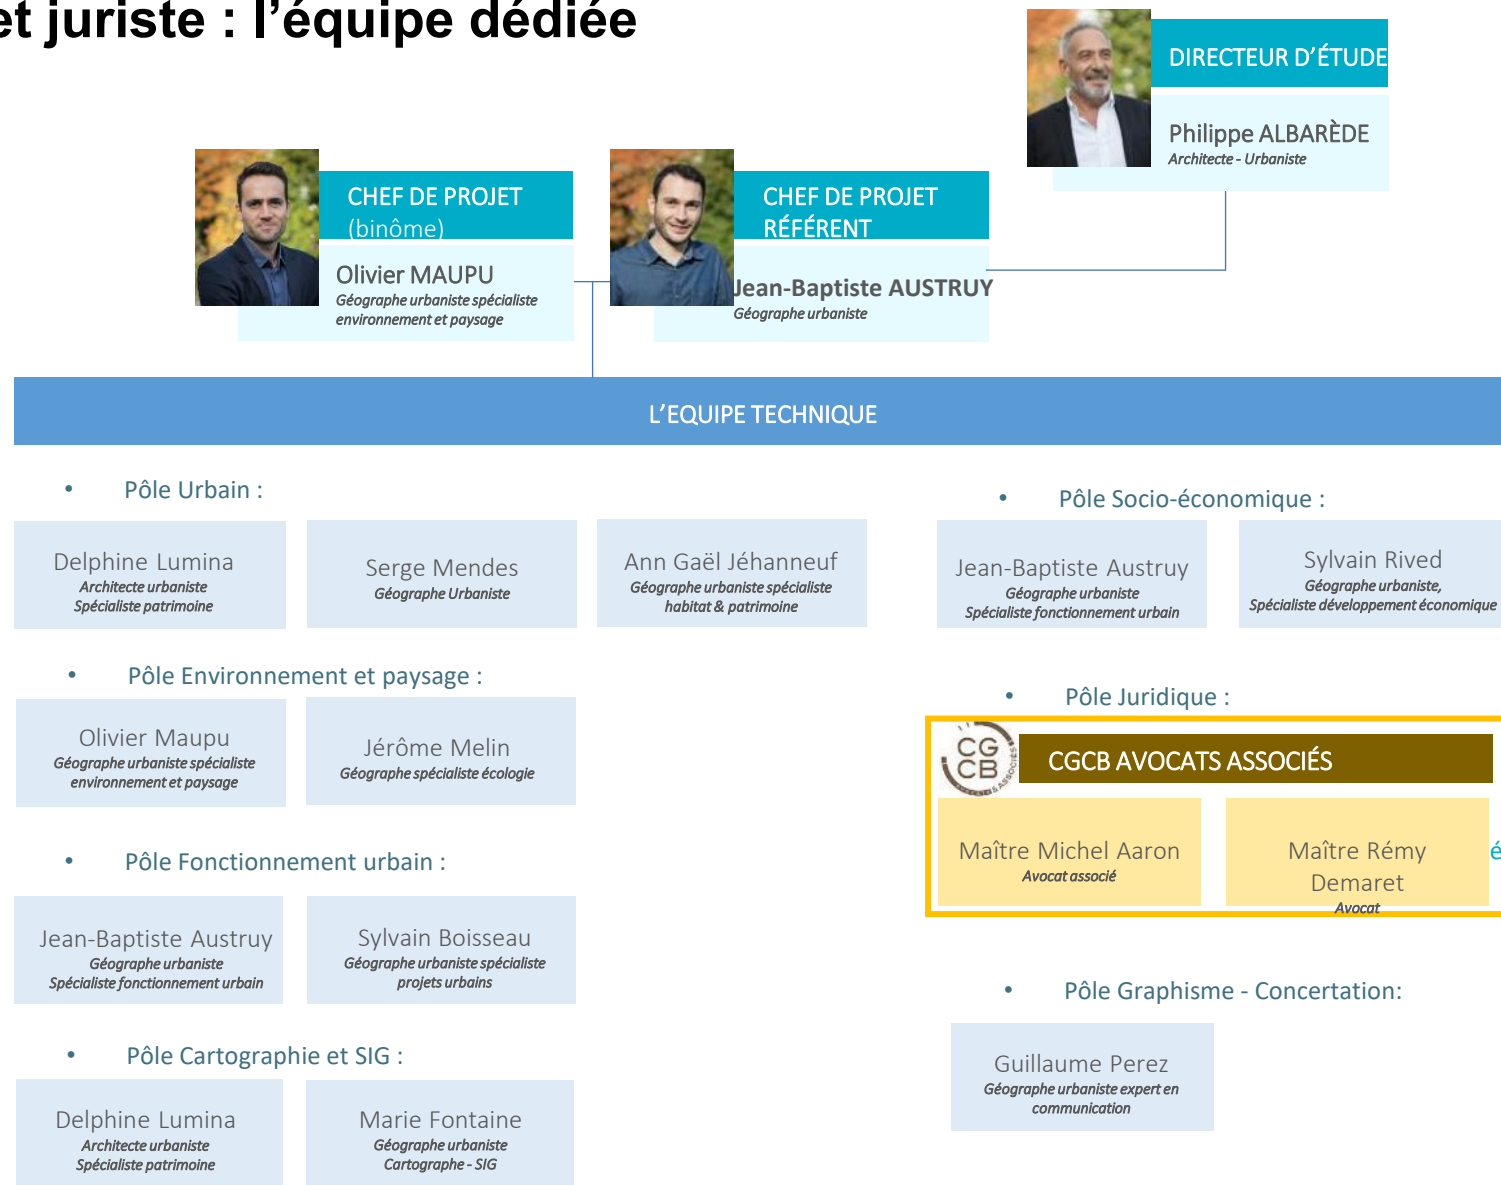 et juriste : l’équipe dédiée
DIRECTEUR D’ÉTUDE
Philippe ALBARÈDE
Architecte - Urbaniste
CHEF DE PROJET
(binôme)
Olivier MAUPU
Géographe urbaniste spécialiste
environnement et paysage
CHEF DE PROJET
RÉFÉRENT
Jean-Baptiste AUSTRUY
Géographe urbaniste
L’EQUIPE TECHNIQUE
• Pôle Urbain :
Delphine Lumina
Architecte urbaniste
Spécialiste patrimoine
Serge Mendes
Géographe Urbaniste
Ann Gaël Jéhanneuf
Géographe urbaniste spécialiste
habitat & patrimoine
• Pôle Environnement et paysage :
Olivier Maupu
Géographe urbaniste spécialiste
environnement et paysage
Jérôme Melin
Géographe spécialiste écologie
• Pôle Fonctionnement urbain :
Jean-Baptiste Austruy
Géographe urbaniste
Spécialiste fonctionnement urbain
Sylvain Boisseau
Géographe urbaniste spécialiste
projets urbains
• Pôle Cartographie et SIG :
Delphine Lumina
Architecte urbaniste
Spécialiste patrimoine
Marie Fontaine
Géographe urbaniste
Cartographe - SIG
• Pôle Socio-économique :
Jean-Baptiste Austruy
Géographe urbaniste
Spécialiste fonctionnement urbain
Sylvain Rived
Géographe urbaniste,
Spécialiste développement économique
• Pôle Juridique :
CG
CB
AVOCATS & ASSOCIÉS
CGCB AVOCATS ASSOCIÉS
Maître Michel Aaron
Avocat associé
Maître Rémy
Demaret
Avocat
é
• Pôle Graphisme - Concertation:
Guillaume Perez
Géographe urbaniste expert en
communication